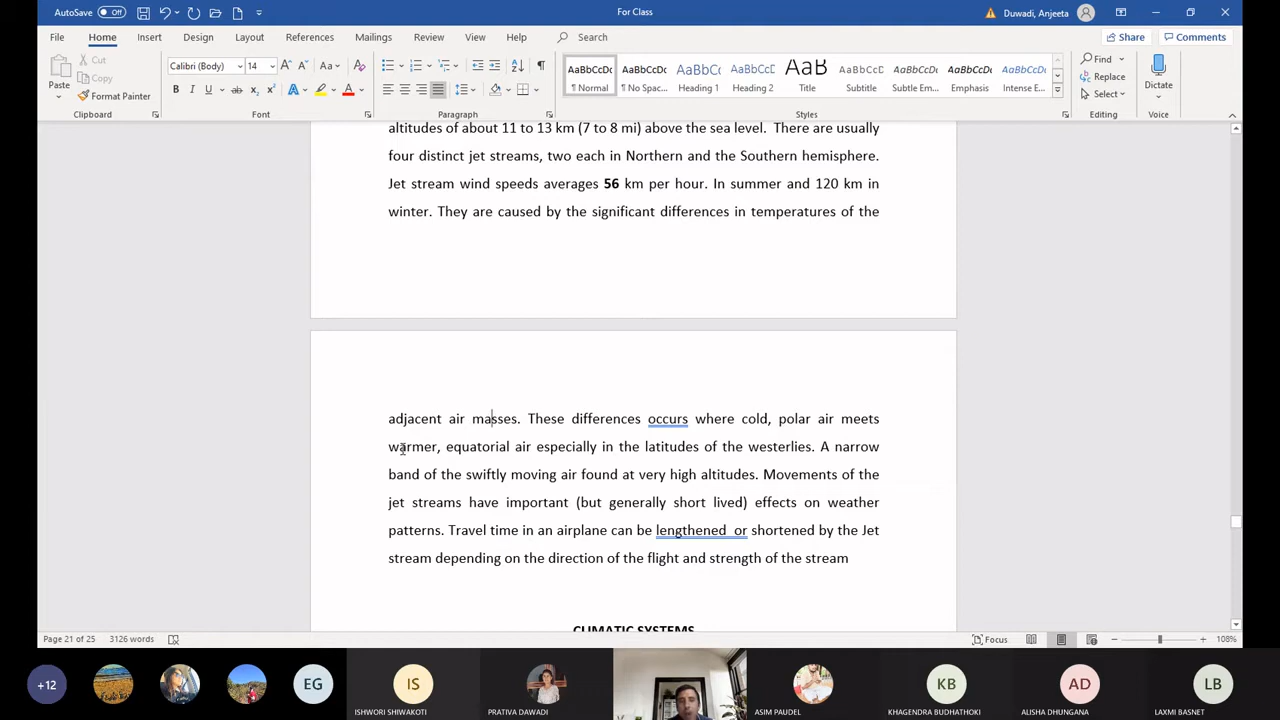 AutoSave Off
For Class
Duwadi, Anjeeta
File Home Insert Design Layout References Mailings Review View Help Search
Share Comments
Paste
Cut
Copy
Format Painter
Clipboard
Calibri (Body) 14
Font
Paragraph
AaBbCcDc
¶ Normal
AaBbCcDc
¶ No Spac...
AaBbCc
Heading 1
AaBbCcD
Heading 2
AaB
Title
AaBbCcD
Subtitle
AaBbCcDc
Subtle Em...
AaBbCcDc
Emphasis
AaBbCcDc
Intense E...
Styles
Find
Replace
Select
Editing
Dictate
Voice
altitudes of about 11 to 13 km (7 to 8 mi) above the sea level. There are usually
four distinct jet streams, two each in Northern and the Southern hemisphere.
Jet stream wind speeds averages 56 km per hour. In summer and 120 km in
winter. They are caused by the significant differences in temperatures of the
adjacent air masses. These differences occurs where cold, polar air meets
warmer, equatorial air especially in the latitudes of the westerlies. A narrow
band of the swiftly moving air found at very high altitudes. Movements of the
jet streams have important (but generally short lived) effects on weather
patterns. Travel time in an airplane can be lengthened or shortened by the Jet
stream depending on the direction of the flight and strength of the stream
CLIMATIC SYSTEMS
Page 21 of 25 3126 words
Focus
108%
+12
EG
IS
ISHWORI SHIWAKOTI
PRATIVA DAWADI
ASIM PAUDEL
KB
KHAGENDRA BUDHATHOKI
AD
ALISHA DHUNGANA
LB
LAXMI BASNET